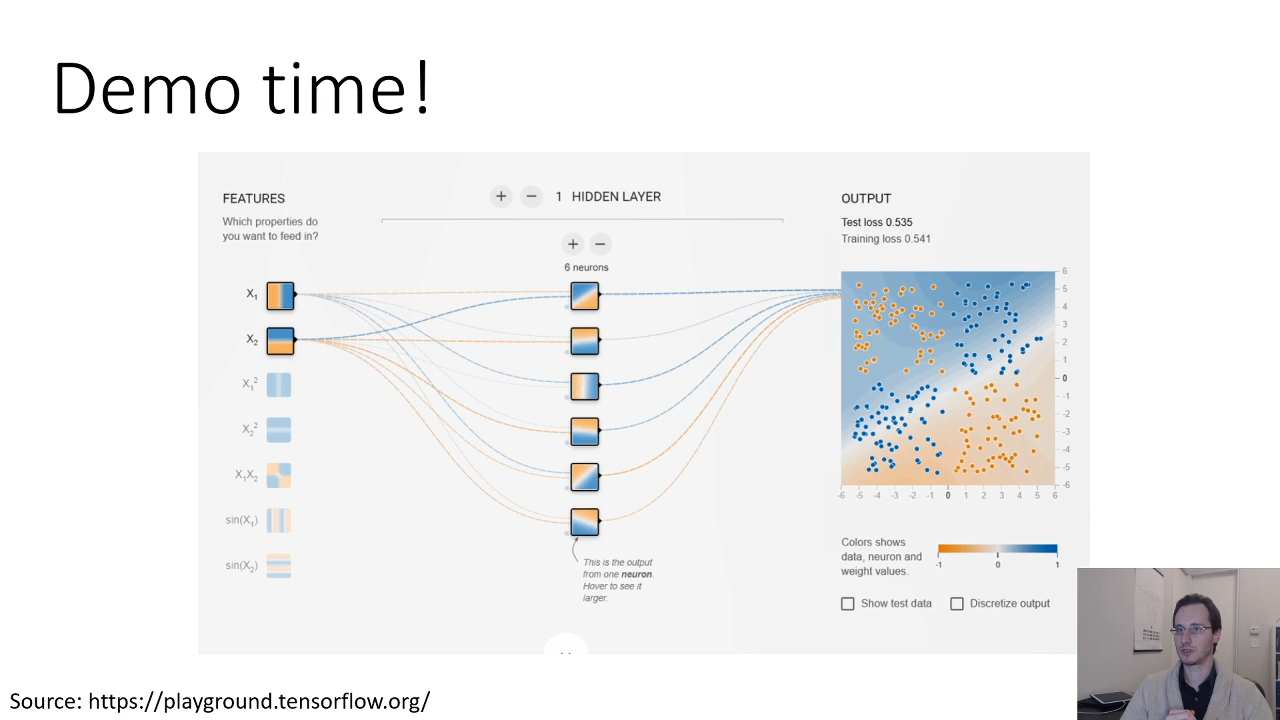 Demo time!
FEATURES
Which properties do
you want to feed in?
X₁
X₂
X₁²
X₂²
X₁X₂
sin(X₁)
sin(X₂)
+ − 1 HIDDEN LAYER
+ −
6 neurons
This is the output
from one neuron.
Hover to see it
larger.
OUTPUT
Test loss 0.535
Training loss 0.541
6
5
4
3
2
1
0
-1
-2
-3
-4
-5
-6
-6 -5 -4 -3 -2 -1 0 1 2 3 4 5 6
Colors shows
data, neuron and
weight values.
-1 0 1
Show test data
Discretize output
Source: https://playground.tensorflow.org/